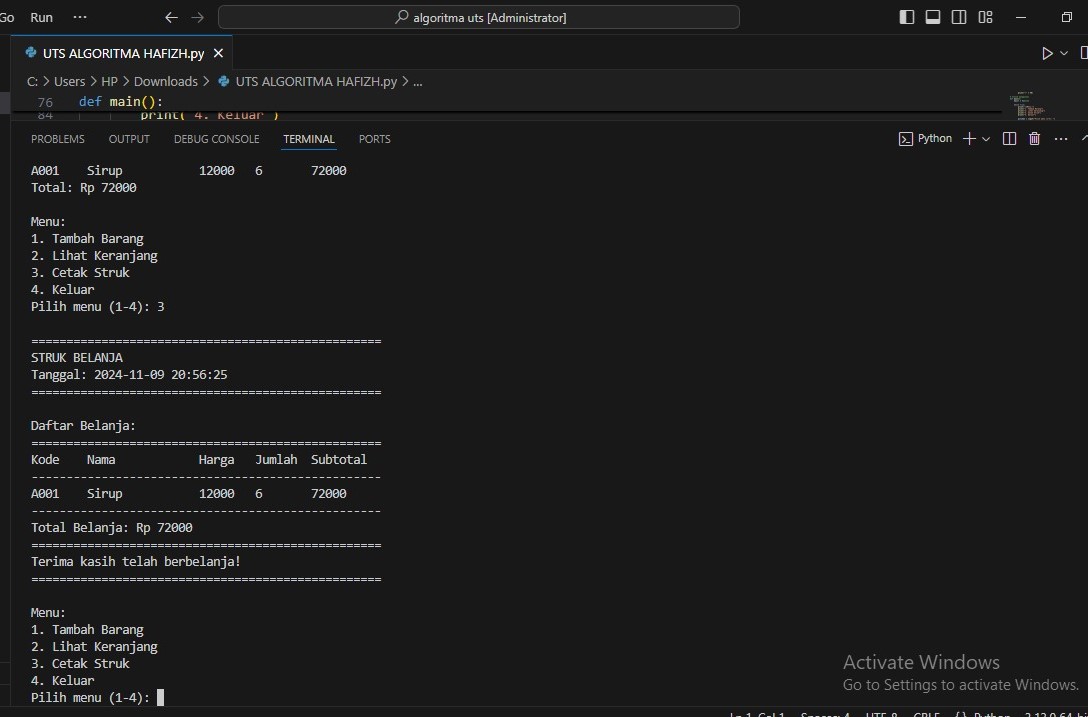 Go Run ··· ← → algoritma uts [Administrator]
UTS ALGORITMA HAFIZH.py ×
C: > Users > HP > Downloads > UTS ALGORITMA HAFIZH.py > ...
76 def main():
84 print("4. Keluar")
PROBLEMS OUTPUT DEBUG CONSOLE TERMINAL PORTS Python
A001 Sirup 12000 6 72000
Total: Rp 72000
Menu:
1. Tambah Barang
2. Lihat Keranjang
3. Cetak Struk
4. Keluar
Pilih menu (1-4): 3
==================================================
STRUK BELANJA
Tanggal: 2024-11-09 20:56:25
==================================================
Daftar Belanja:
==================================================
Kode Nama Harga Jumlah Subtotal
--------------------------------------------------
A001 Sirup 12000 6 72000
--------------------------------------------------
Total Belanja: Rp 72000
==================================================
Terima kasih telah berbelanja!
==================================================
Menu:
1. Tambah Barang
2. Lihat Keranjang
3. Cetak Struk
4. Keluar
Pilih menu (1-4):
Activate Windows
Go to Settings to activate Windows.
Ln 1, Col 1 Spaces: 4 UTF-8 CRLF {} Python